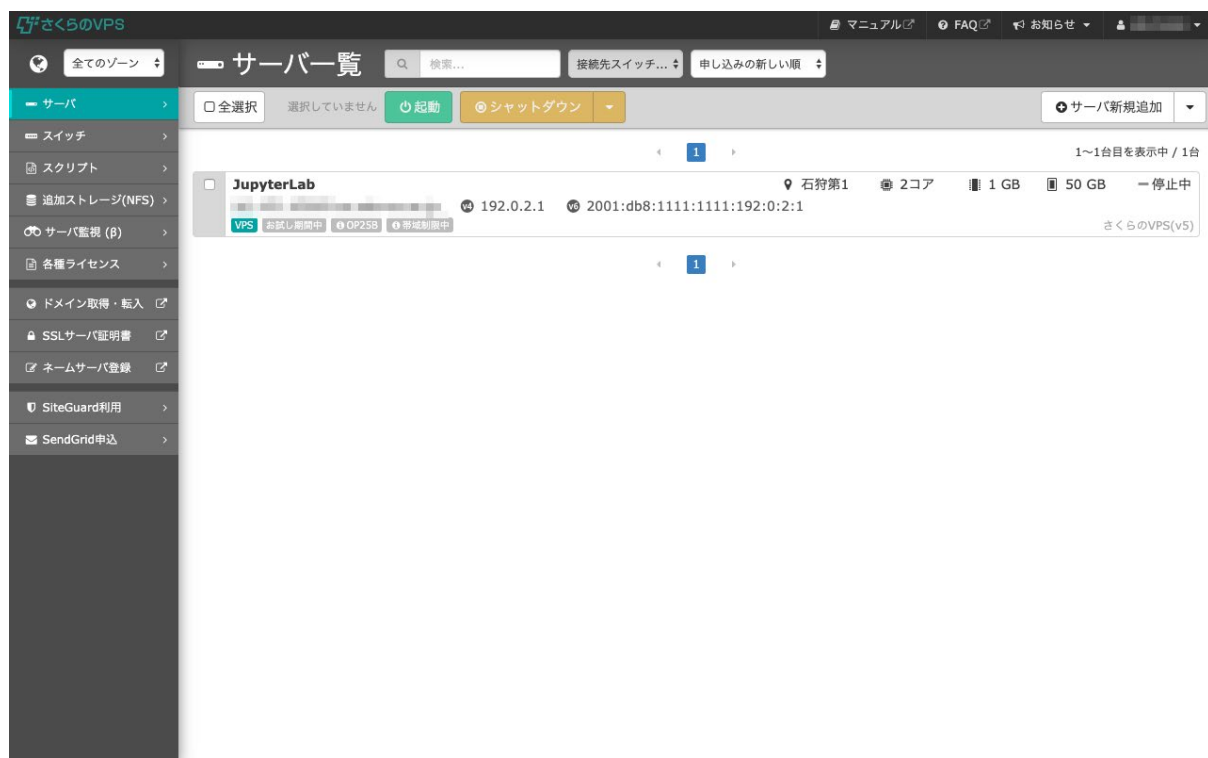 さくらのVPS
マニュアル FAQ お知らせ
全てのゾーン
サーバ一覧 検索... 接続先スイッチ... 申し込みの新しい順
サーバ
スイッチ
スクリプト
追加ストレージ(NFS)
サーバ監視 (β)
各種ライセンス
ドメイン取得・転入
SSLサーバ証明書
ネームサーバ登録
SiteGuard利用
SendGrid申込
全選択 選択していません 起動 シャットダウン サーバ新規追加
1 1〜1台目を表示中 / 1台
JupyterLab 石狩第1 2コア 1 GB 50 GB 停止中
v4 192.0.2.1 v6 2001:db8:1111:1111:192:0:2:1
VPS お試し期間中 OP25B 帯域制限中 さくらのVPS(v5)
1